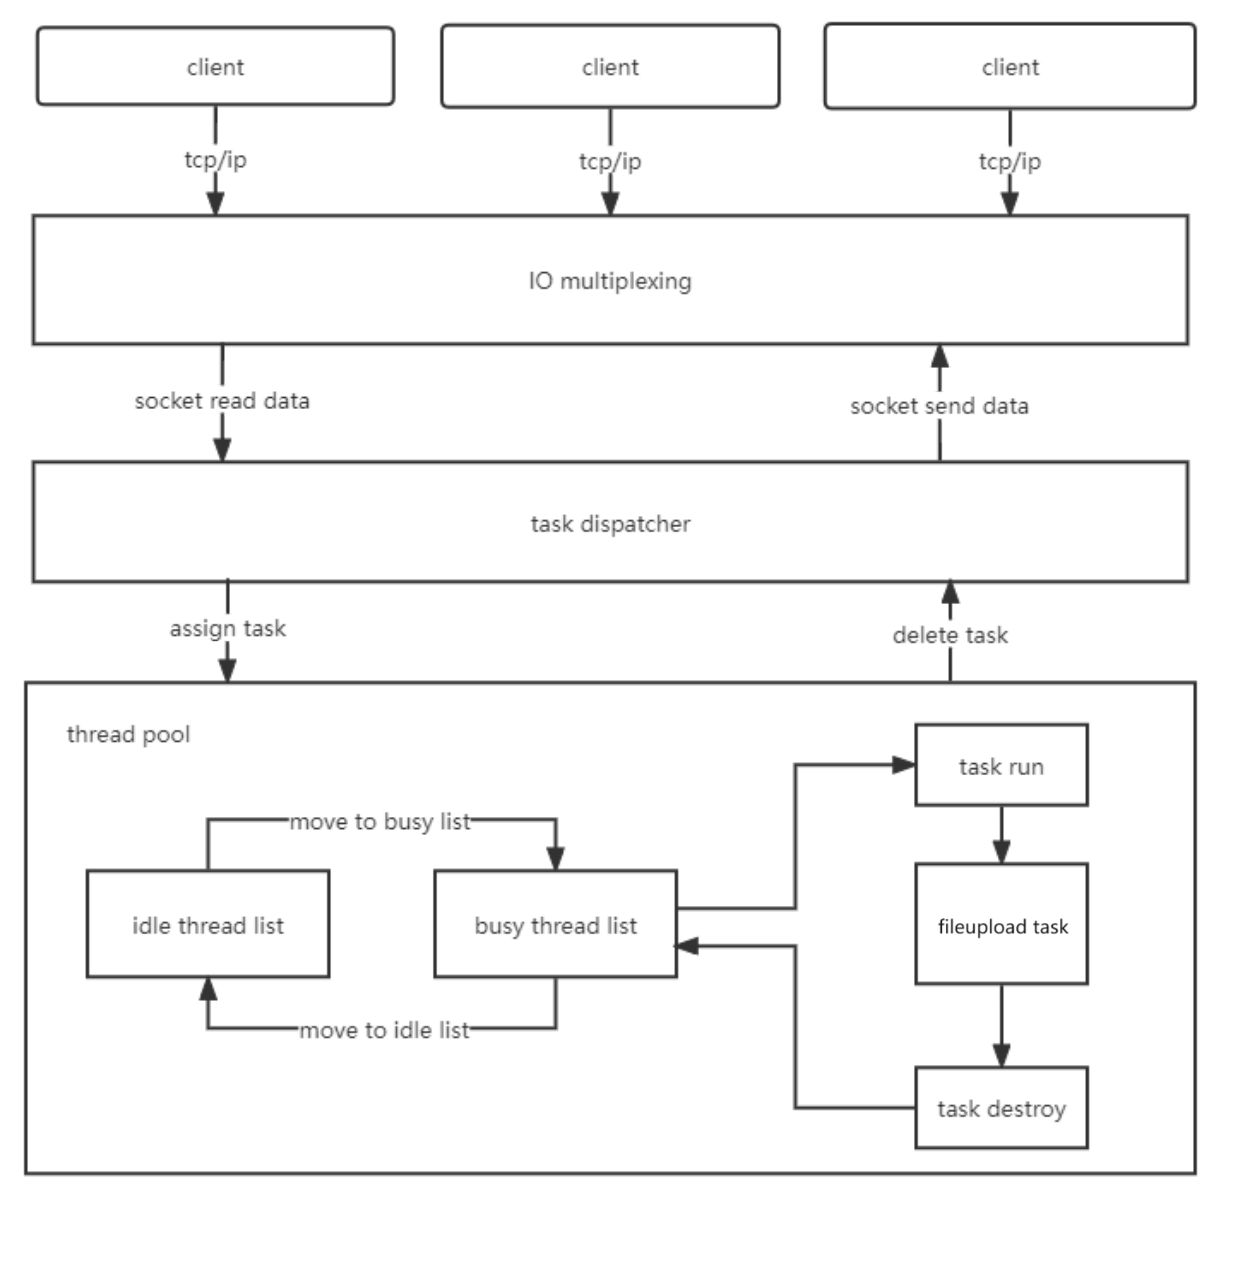 client
client
client
tcp/ip
tcp/ip
tcp/ip
IO multiplexing
socket read data
socket send data
task dispatcher
assign task
delete task
thread pool
task run
move to busy list
idle thread list
busy thread list
fileupload task
move to idle list
task destroy